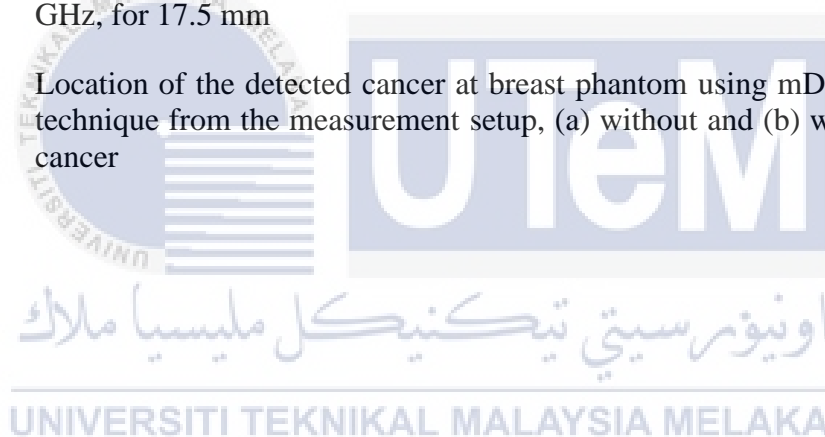 GHz, for 17.5 mm
Location of the detected cancer at breast phantom using mD
technique from the measurement setup, (a) without and (b) w
cancer
UTeM
اونيۏرسيتي تيكنيكل مليسيا ملاك
UNIVERSITI TEKNIKAL MALAYSIA MELAKA